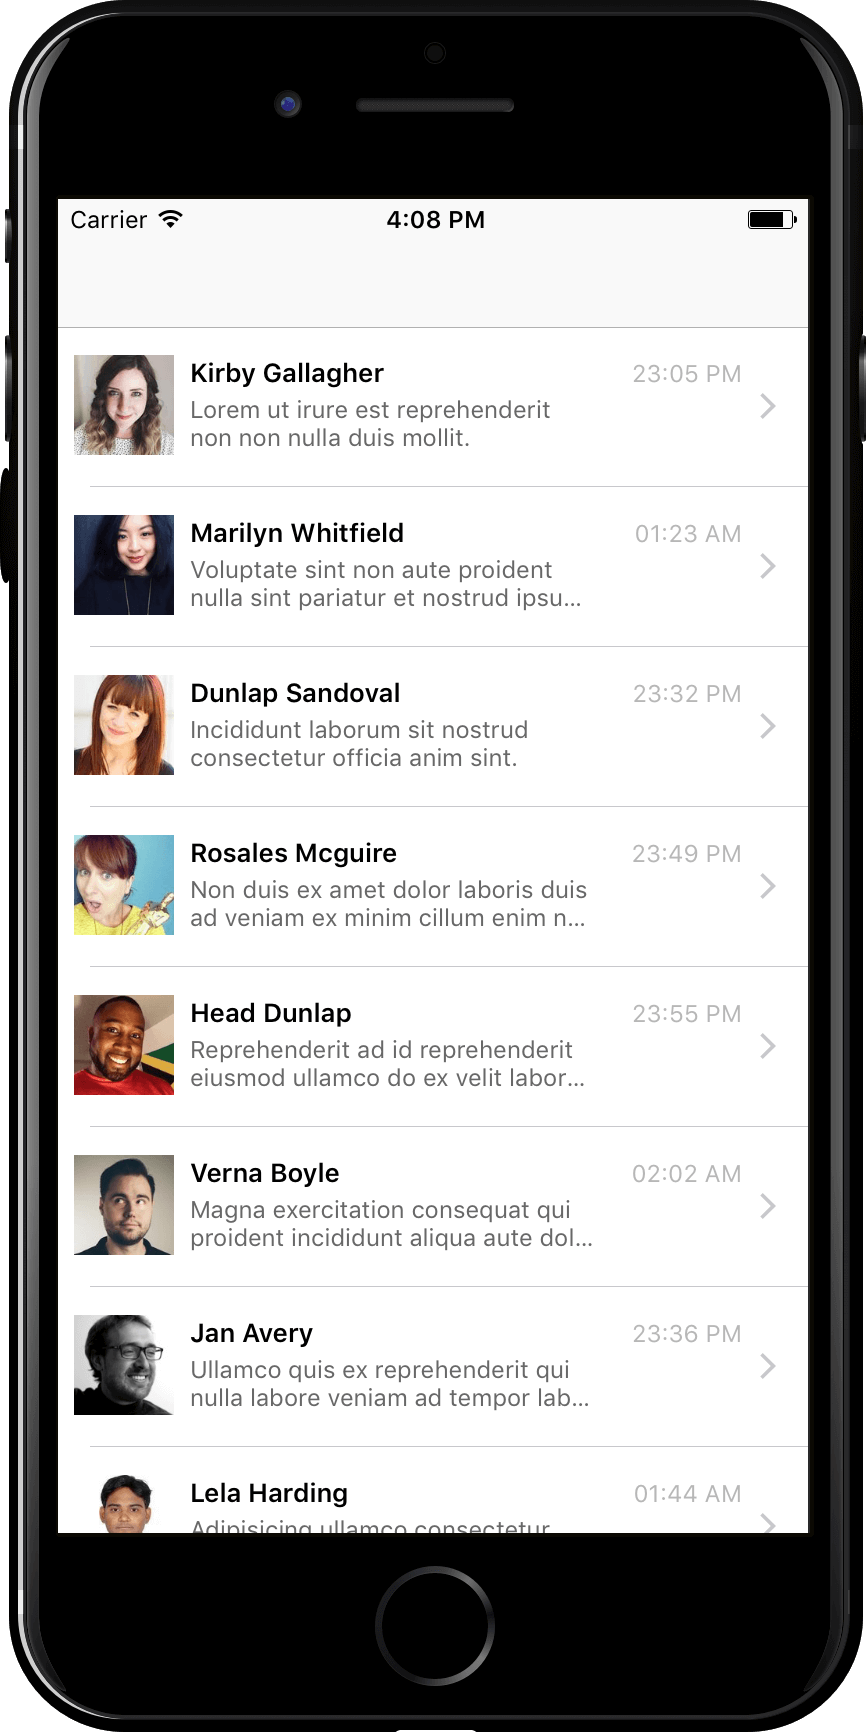 Carrier 4:08 PM
Kirby Gallagher 23:05 PM
Lorem ut irure est reprehenderit
non non nulla duis mollit.
Marilyn Whitfield 01:23 AM
Voluptate sint non aute proident
nulla sint pariatur et nostrud ipsu...
Dunlap Sandoval 23:32 PM
Incididunt laborum sit nostrud
consectetur officia anim sint.
Rosales Mcguire 23:49 PM
Non duis ex amet dolor laboris duis
ad veniam ex minim cillum enim n...
Head Dunlap 23:55 PM
Reprehenderit ad id reprehenderit
eiusmod ullamco do ex velit labor...
Verna Boyle 02:02 AM
Magna exercitation consequat qui
proident incididunt aliqua aute dol...
Jan Avery 23:36 PM
Ullamco quis ex reprehenderit qui
nulla labore veniam ad tempor lab...
Lela Harding 01:44 AM
Adipisicing ullamco consectetur